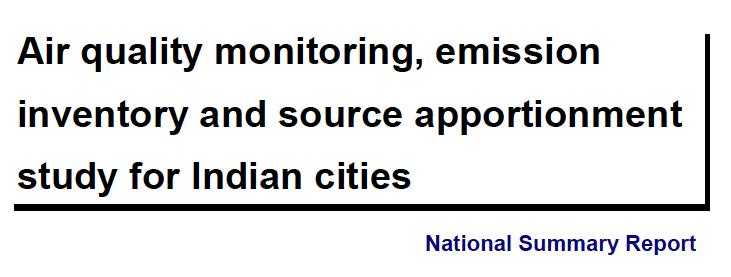 Air quality monitoring, emission
inventory and source apportionment
study for Indian cities
National Summary Report